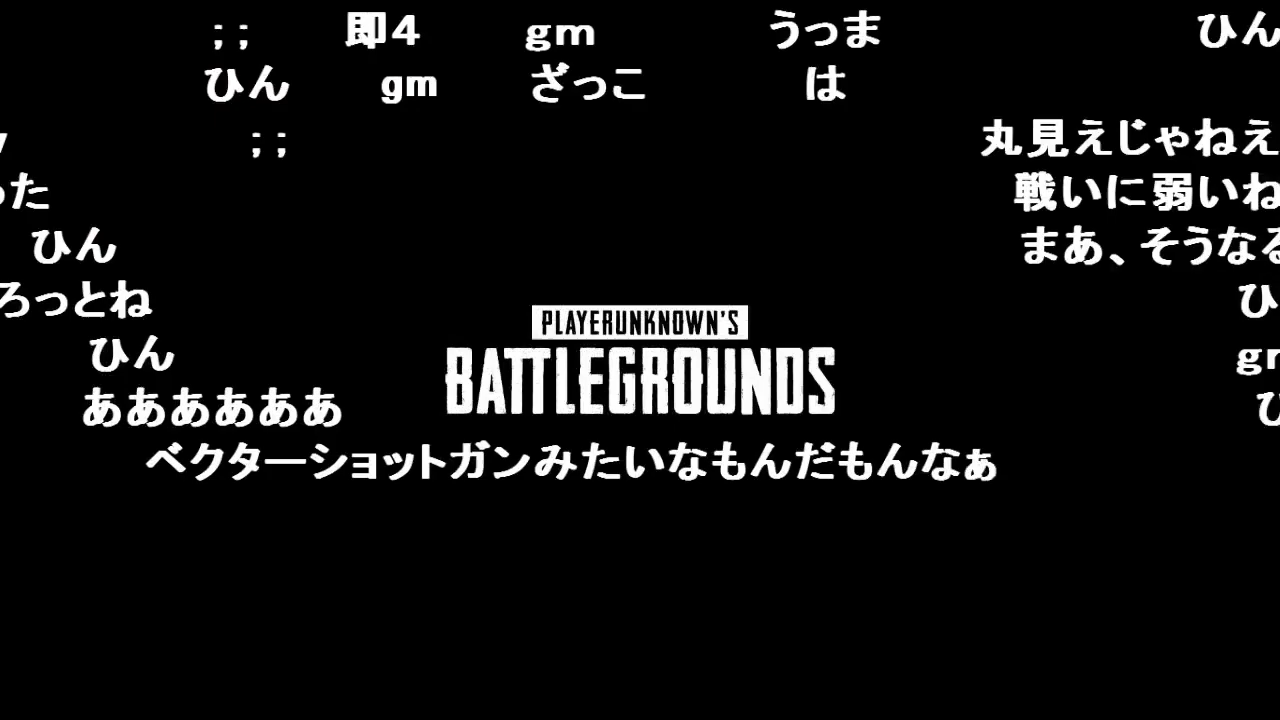 ;; 即4 gm うっま ひん
ひん gm ざっこ は
;; 丸見えじゃねえ
った 戦いに弱いね
ひん まあ、そうなる
ろっとね ひ
PLAYERUNKNOWN'S
ひん gm
BATTLEGROUNDS
ああああああ ひ
ベクターショットガンみたいなもんだもんなぁ